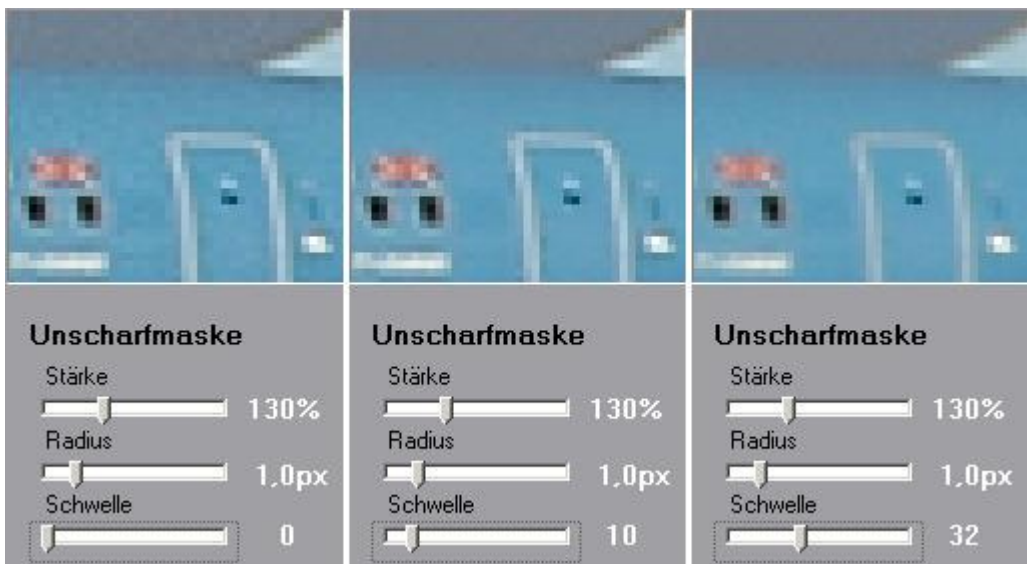 Unscharfmaske
Stärke
130%
Radius
1,0px
Schwelle
0
Unscharfmaske
Stärke
130%
Radius
1,0px
Schwelle
10
Unscharfmaske
Stärke
130%
Radius
1,0px
Schwelle
32